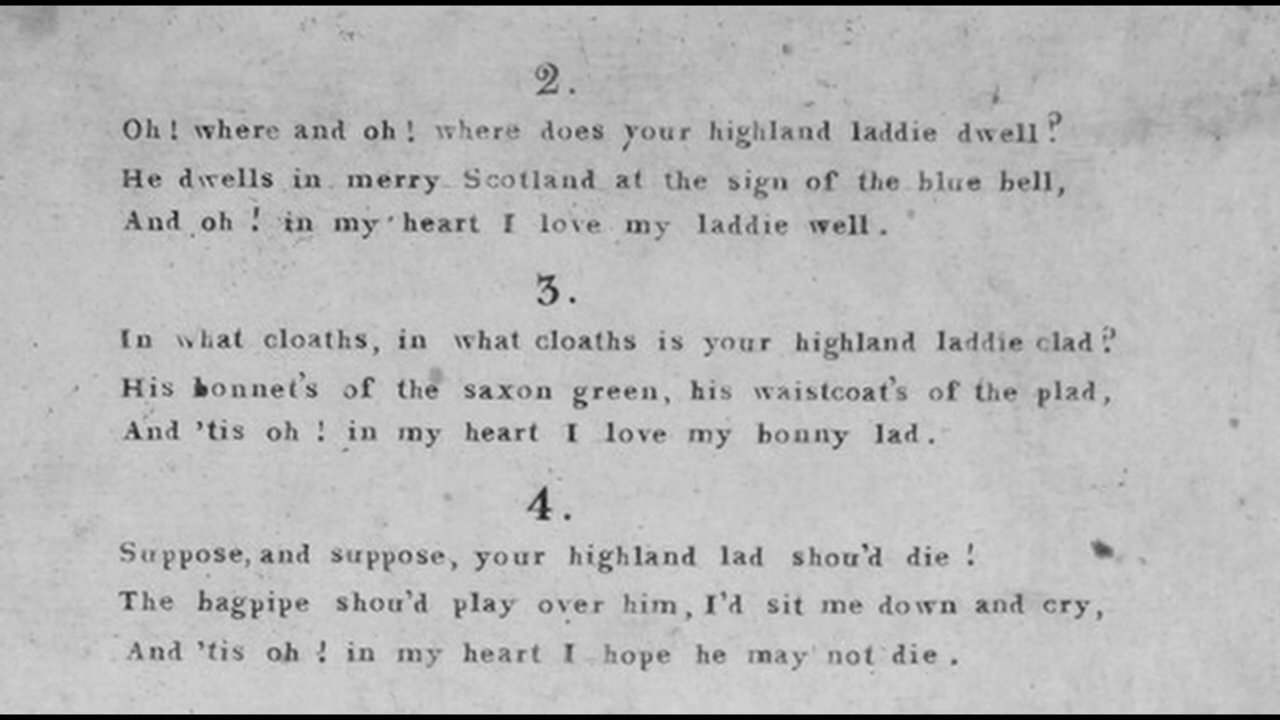 2.
Oh! where and oh! where does your highland laddie dwell?
He dwells in merry Scotland at the sign of the blue bell,
And oh! in my heart I love my laddie well.
3.
In what cloaths, in what cloaths is your highland laddie clad?
His bonnet's of the saxon green, his waistcoat's of the plad,
And 'tis oh! in my heart I love my bonny lad.
4.
Suppose, and suppose, your highland lad shou'd die!
The bagpipe shou'd play over him, I'd sit me down and cry,
And 'tis oh! in my heart I hope he may not die.